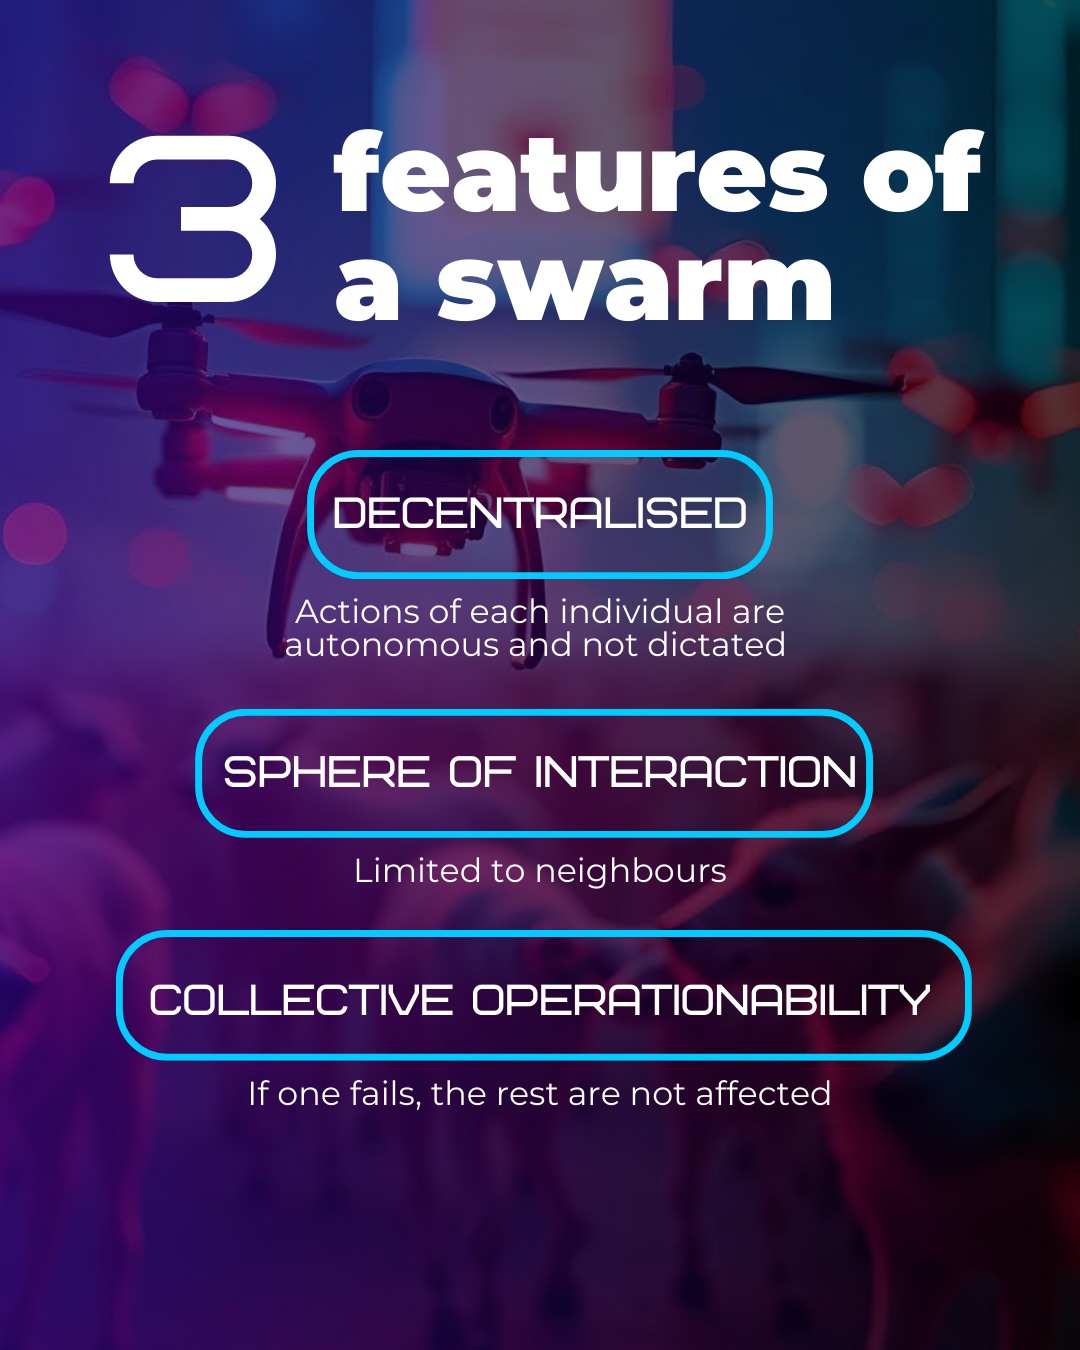 3 features of
a swarm
DECENTRALISED
Actions of each individual are
autonomous and not dictated
SPHERE OF INTERACTION
Limited to neighbours
COLLECTIVE OPERATIONABILITY
If one fails, the rest are not affected